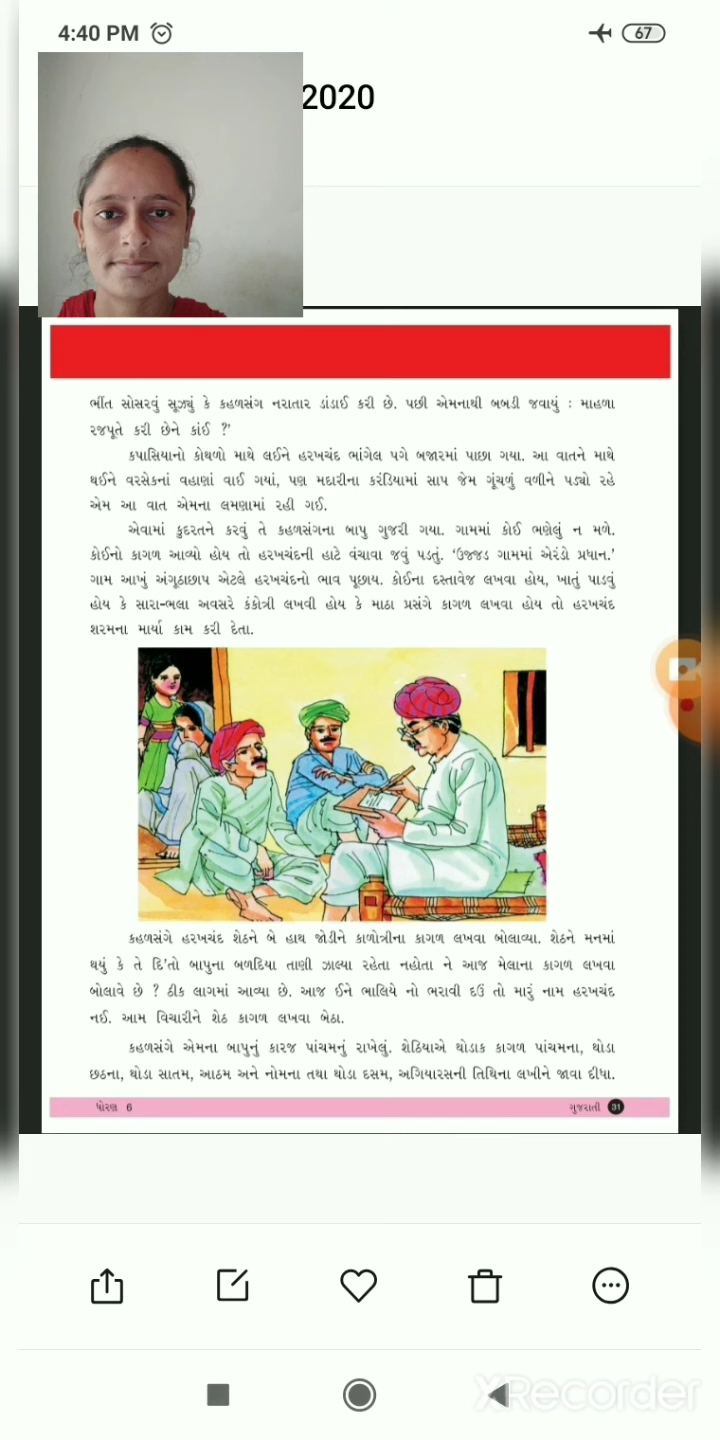 4:40 PM
67
2020
ભીંત સોસરવું સૂઝ્યું કે કહળસંગ નરાતાર ડાંડાઈ કરી છે. પછી એમનાથી બબડી જવાયું : માહળા
રજપૂતે કરી છેને કાંઈ ?'
કપાસિયાનો કોથળો માથે લઈને હરખચંદ ભાંગેલ પગે બજારમાં પાછા ગયા. આ વાતને માથે
થઈને વરસેકનાં વહાણાં વાઈ ગયાં, પણ મદારીના કરંડિયામાં સાપ જેમ ગૂંચળું વળીને પડ્યો રહે
એમ આ વાત એમના લમણામાં રહી ગઈ.
એવામાં કુદરતને કરવું તે કહળસંગના બાપુ ગુજરી ગયા. ગામમાં કોઈ ભણેલું ન મળે.
કોઈનો કાગળ આવ્યો હોય તો હરખચંદની હાટે વંચાવા જવું પડતું. 'ઉજ્જડ ગામમાં એરંડો પ્રધાન.'
ગામ આખું અંગૂઠાછાપ એટલે હરખચંદનો ભાવ પૂછાય. કોઈના દસ્તાવેજ લખવા હોય, ખાતું પાડવું
હોય કે સારા-ભલા અવસરે કંકોત્રી લખવી હોય કે માઠા પ્રસંગે કાગળ લખવા હોય તો હરખચંદ
શરમના માર્યા કામ કરી દેતા.
કહળસંગે હરખચંદ શેઠને બે હાથ જોડીને કાળોત્રીના કાગળ લખવા બોલાવ્યા. શેઠને મનમાં
થયું કે તે દિ'તો બાપુના બળદિયા તાણી ઝાલ્યા રહેતા નહોતા ને આજ મેલાના કાગળ લખવા
બોલાવે છે ? ઠીક લાગમાં આવ્યા છે. આજ ઈને ભાલિયે નો ભરાવી દઉં તો મારું નામ હરખચંદ
નઈ. આમ વિચારીને શેઠ કાગળ લખવા બેઠા.
કહળસંગે એમના બાપુનું કારજ પાંચમનું રાખેલું. શેઠિયાએ થોડાક કાગળ પાંચમના, થોડા
છઠના, થોડા સાતમ, આઠમ અને નોમના તથા થોડા દસમ, અગિયારસની તિથિના લખીને જાવા દીધા.
ધોરણ 6
ગુજરાતી 31
XRecorder